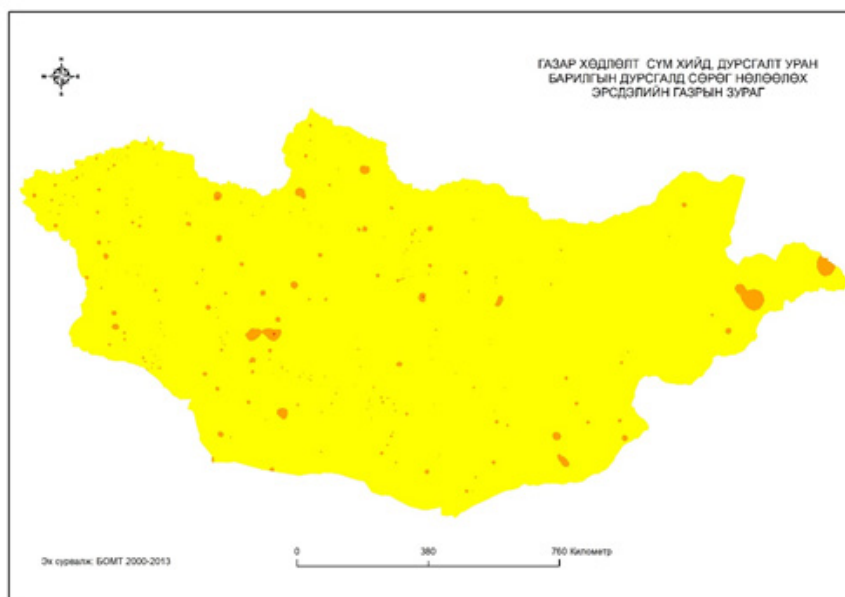 ГАЗАР ХӨДЛӨЛТ СҮМ ХИЙД, ДУРСГАЛТ УРАН
БАРИЛГЫН ДУРСГАЛД СӨРӨГ НӨЛӨӨЛӨХ
ЭРСДЭЛИЙН ГАЗРЫН ЗУРАГ
0 380 760 Километр
Эх сурвалж: БОМТ 2000-2013